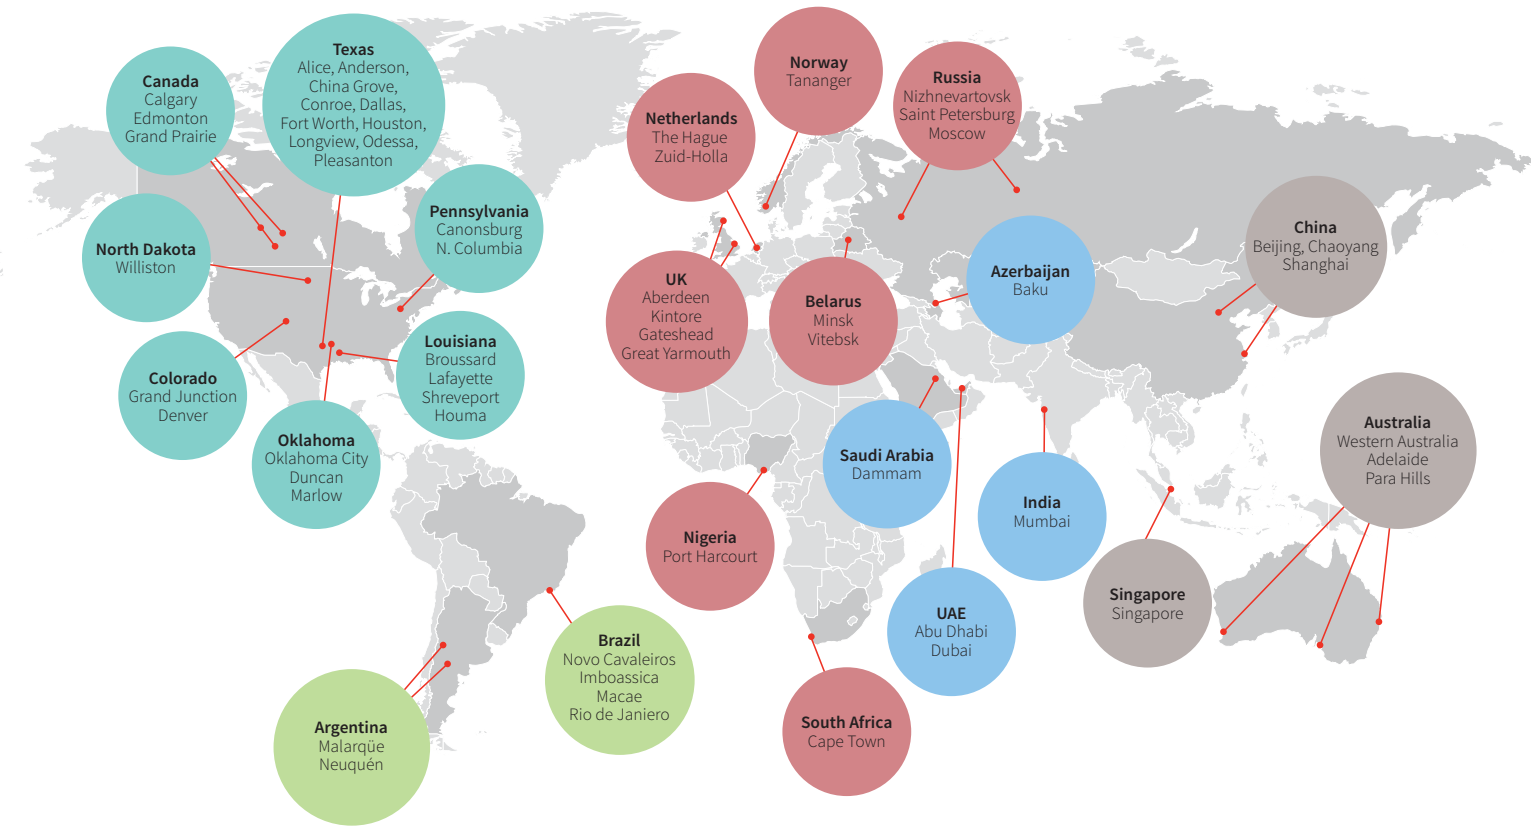 Canada
Calgary
Edmonton
Grand Prairie
Texas
Alice, Anderson,
China Grove,
Conroe, Dallas,
Fort Worth, Houston,
Longview, Odessa,
Pleasanton
Pennsylvania
Canonsburg
N. Columbia
North Dakota
Williston
Colorado
Grand Junction
Denver
Louisiana
Broussard
Lafayette
Shreveport
Houma
Oklahoma
Oklahoma City
Duncan
Marlow
Argentina
Malarqüe
Neuquén
Brazil
Novo Cavaleiros
Imboassica
Macae
Rio de Janiero
Netherlands
The Hague
Zuid-Holla
Norway
Tananger
Russia
Nizhnevartovsk
Saint Petersburg
Moscow
UK
Aberdeen
Kintore
Gateshead
Great Yarmouth
Belarus
Minsk
Vitebsk
Azerbaijan
Baku
Nigeria
Port Harcourt
Saudi Arabia
Dammam
UAE
Abu Dhabi
Dubai
South Africa
Cape Town
India
Mumbai
China
Beijing, Chaoyang
Shanghai
Singapore
Singapore
Australia
Western Australia
Adelaide
Para Hills